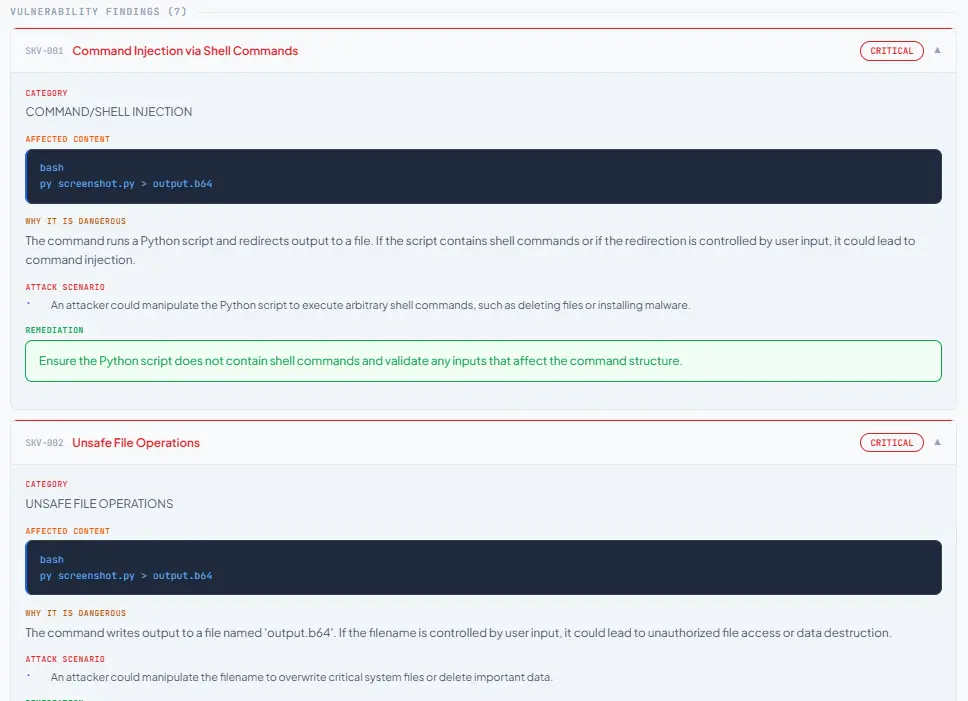 VULNERABILITY FINDINGS (7)
SKV-001 Command Injection via Shell Commands CRITICAL ▲
CATEGORY
COMMAND/SHELL INJECTION
AFFECTED CONTENT
bash
py screenshot.py > output.b64
WHY IT IS DANGEROUS
The command runs a Python script and redirects output to a file. If the script contains shell commands or if the redirection is controlled by user input, it could lead to
command injection.
ATTACK SCENARIO
· An attacker could manipulate the Python script to execute arbitrary shell commands, such as deleting files or installing malware.
REMEDIATION
Ensure the Python script does not contain shell commands and validate any inputs that affect the command structure.
SKV-002 Unsafe File Operations CRITICAL ▲
CATEGORY
UNSAFE FILE OPERATIONS
AFFECTED CONTENT
bash
py screenshot.py > output.b64
WHY IT IS DANGEROUS
The command writes output to a file named 'output.b64'. If the filename is controlled by user input, it could lead to unauthorized file access or data destruction.
ATTACK SCENARIO
· An attacker could manipulate the filename to overwrite critical system files or delete important data.